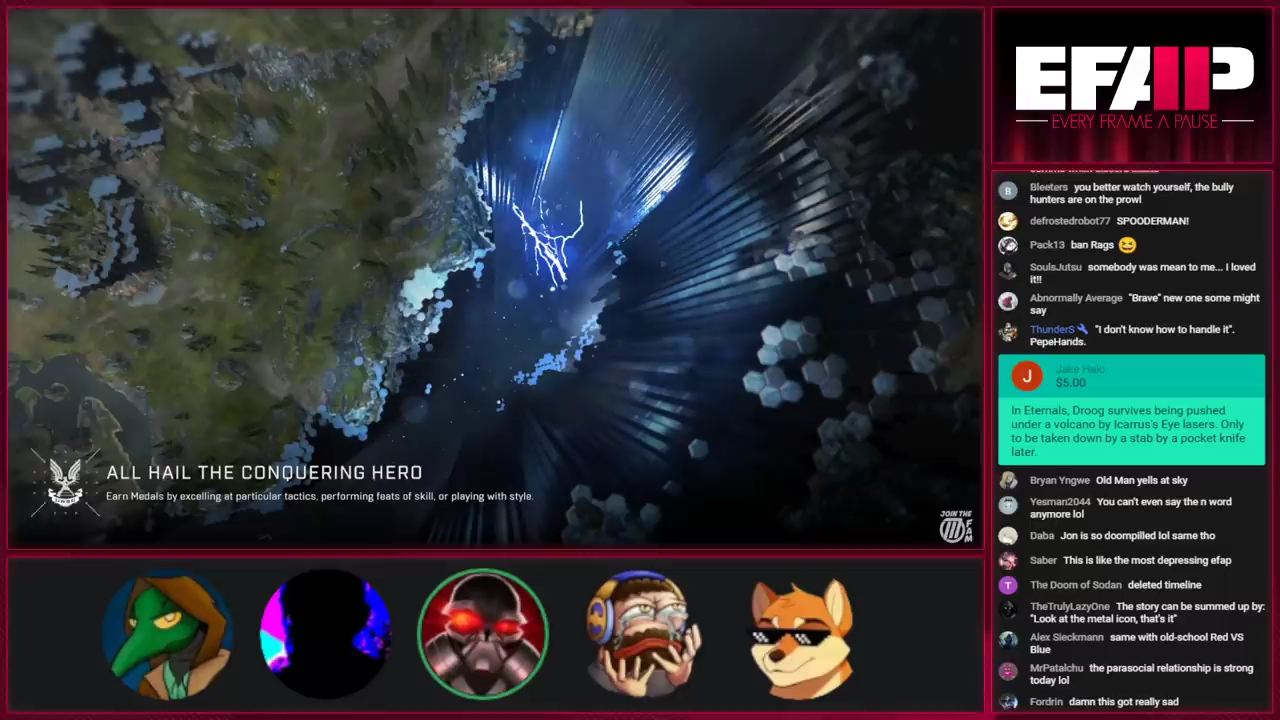 EFAP
EVERY FRAME A PAUSE
Bleeters you better watch yourself, the bully
hunters are on the prowl
defrostedrobot77 SPOODERMAN!
Pack13 ban Rags 😆
SoulsJutsu somebody was mean to me... I loved
it!!
Abnormally Average "Brave" new one some might
say
ThunderS "I don't know how to handle it".
PepeHands.
J
Jake Halo
$5.00
In Eternals, Droog survives being pushed
under a volcano by Icarrus's Eye lasers. Only
to be taken down by a stab by a pocket knife
later.
Bryan Yngwe Old Man yells at sky
Yesman2044 You can't even say the n word
anymore lol
Daba Jon is so doompilled lol same tho
Saber This is like the most depressing efap
T The Doom of Sodan deleted timeline
TheTrulyLazyOne The story can be summed up by:
"Look at the metal icon, that's it"
Alex Sieckmann same with old-school Red VS
Blue
MrPatalchu the parasocial relationship is strong
today lol
Fordrin damn this got really sad
ALL HAIL THE CONQUERING HERO
Earn Medals by excelling at particular tactics, performing feats of skill, or playing with style.
UNSC
JOIN THE
FAM